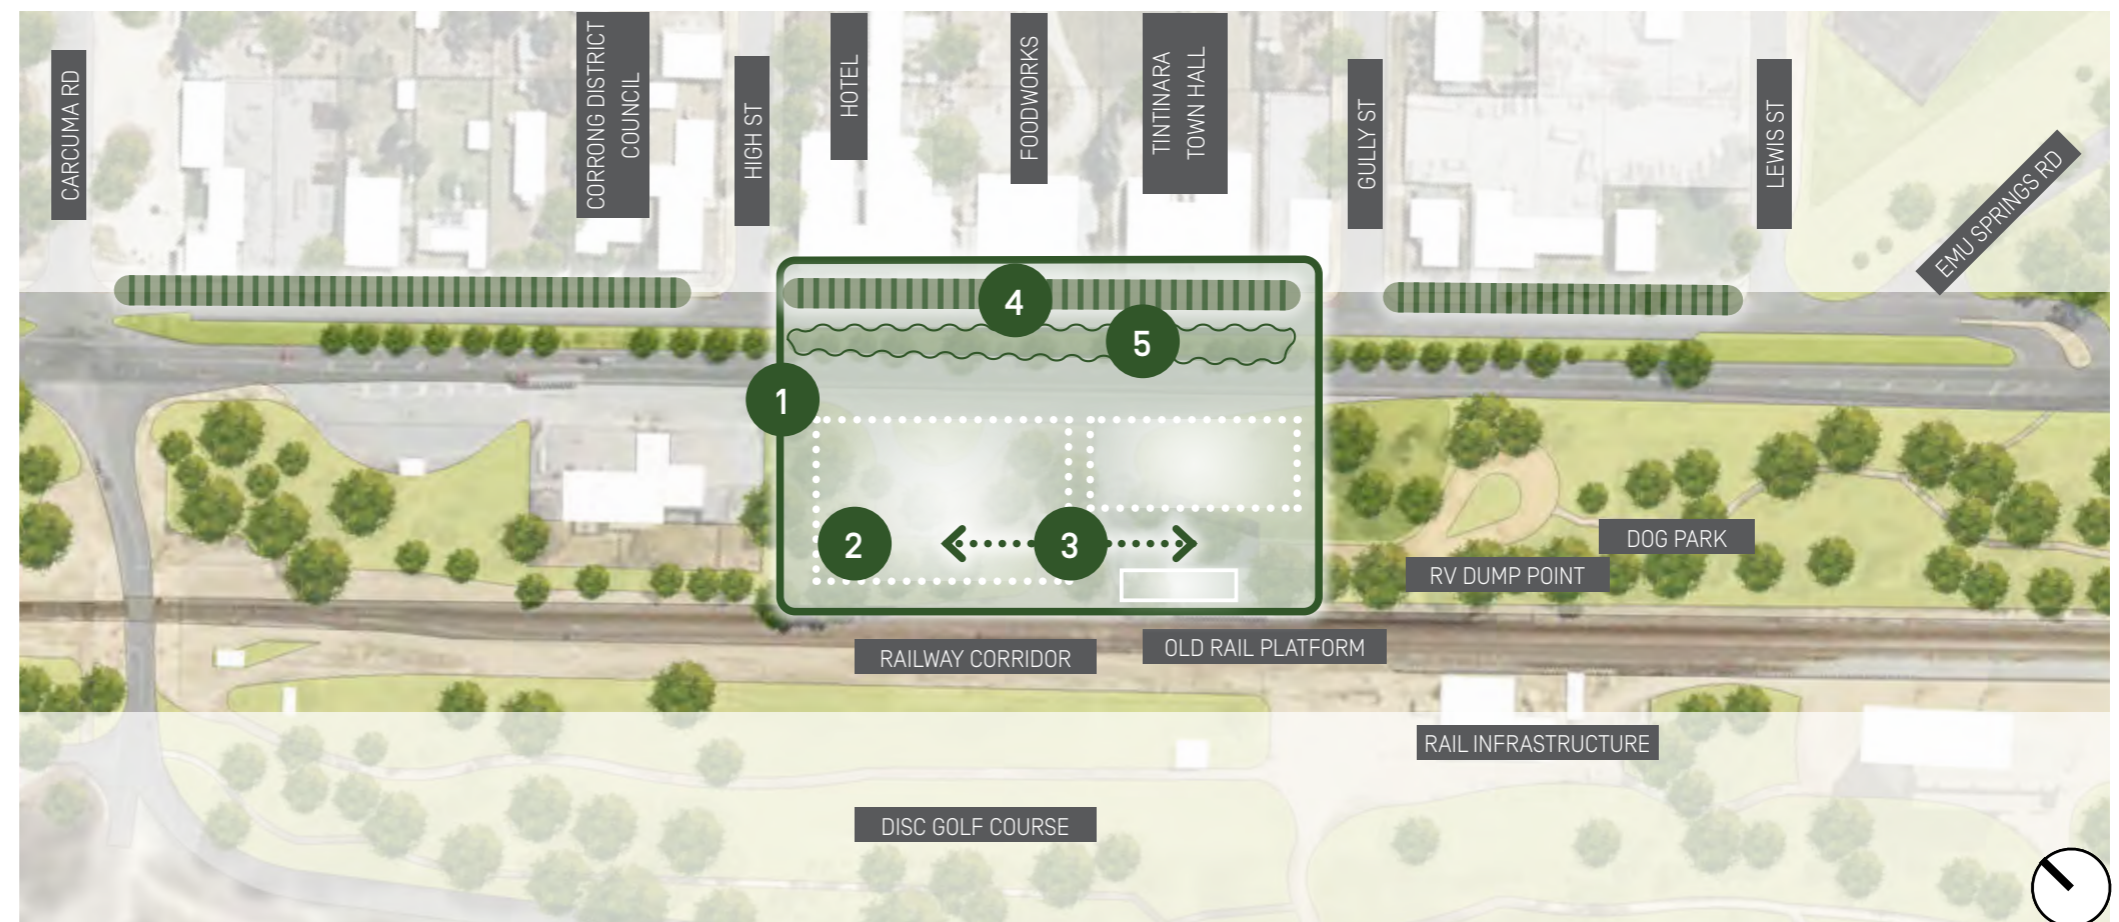 CARCUMA RD
CORRONG DISTRICT
COUNCIL
HIGH ST
HOTEL
FOODWORKS
TINTINARA
TOWN HALL
GULLY ST
LEWIS ST
EMU SPRINGS RD
4
5
1
2
3
DOG PARK
RV DUMP POINT
RAILWAY CORRIDOR
OLD RAIL PLATFORM
RAIL INFRASTRUCTURE
DISC GOLF COURSE